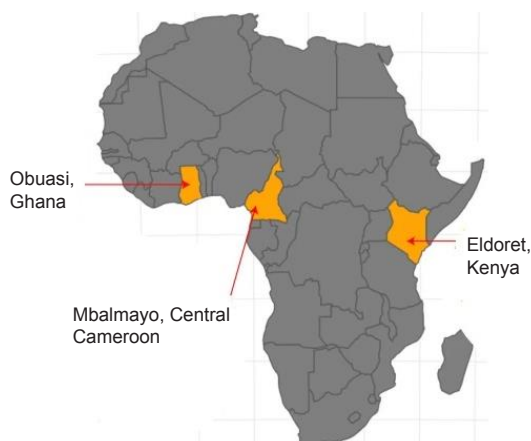 Obuasi,
Ghana
Eldoret,
Kenya
Mbalmayo, Central
Cameroon